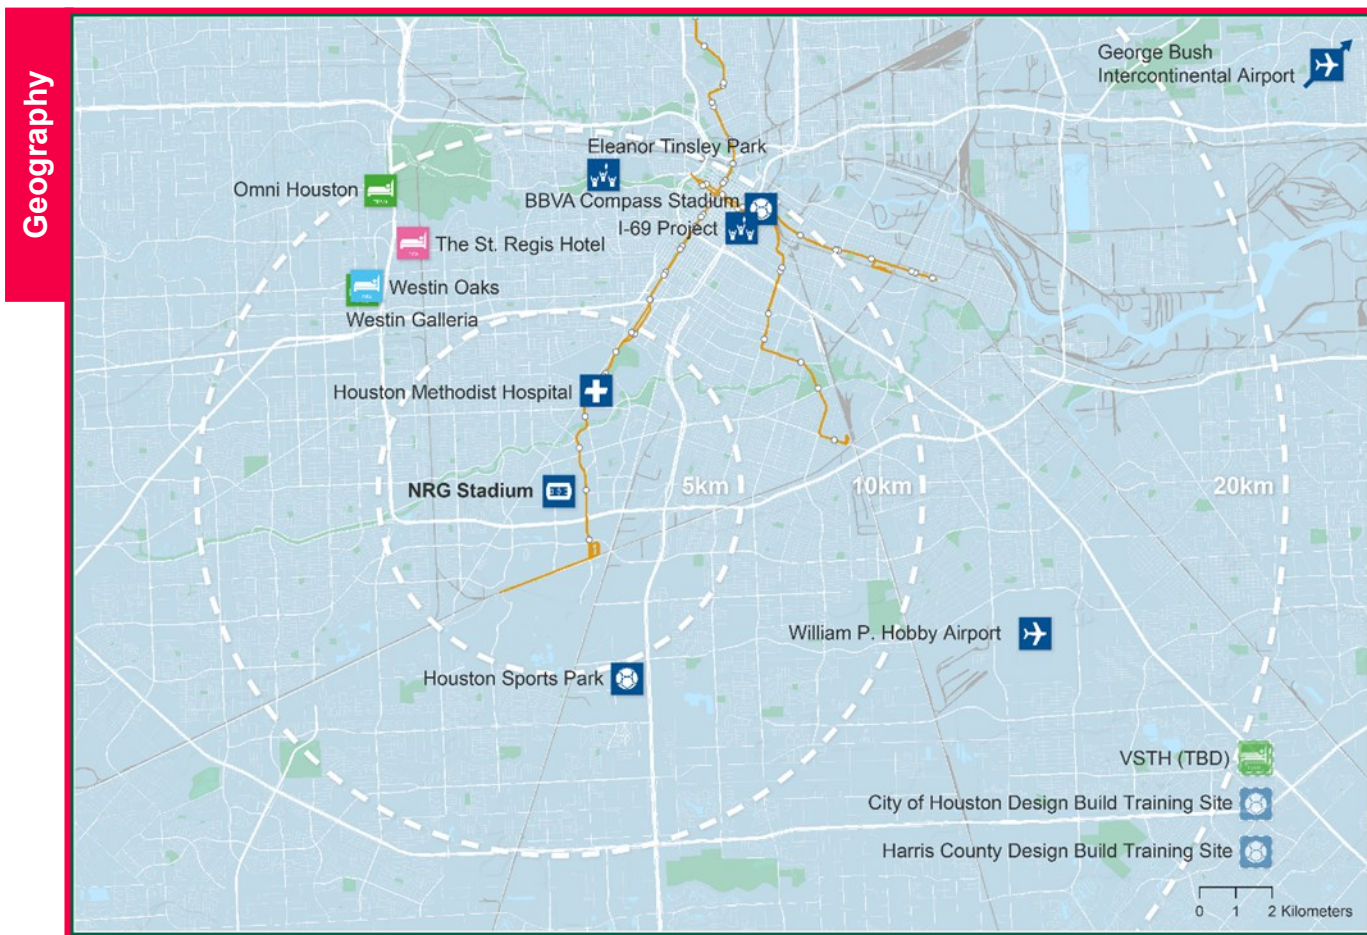 Geography
George Bush
Intercontinental Airport
Eleanor Tinsley Park
Omni Houston
BBVA Compass Stadium
I-69 Project
The St. Regis Hotel
Westin Oaks
Westin Galleria
Houston Methodist Hospital
NRG Stadium
5km
10km
20km
William P. Hobby Airport
Houston Sports Park
VSTH (TBD)
City of Houston Design Build Training Site
Harris County Design Build Training Site
0 1 2 Kilometers